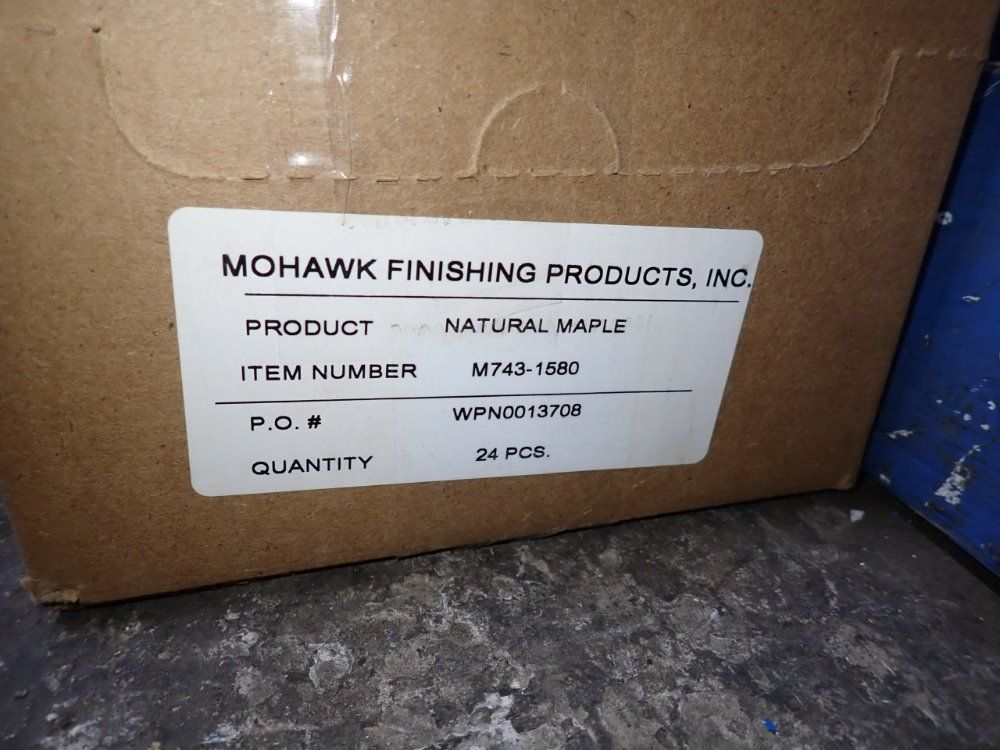 MOHAWK FINISHING PRODUCTS, INC.
PRODUCT NATURAL MAPLE
ITEM NUMBER M743-1580
P.O. # WPN0013708
QUANTITY 24 PCS.